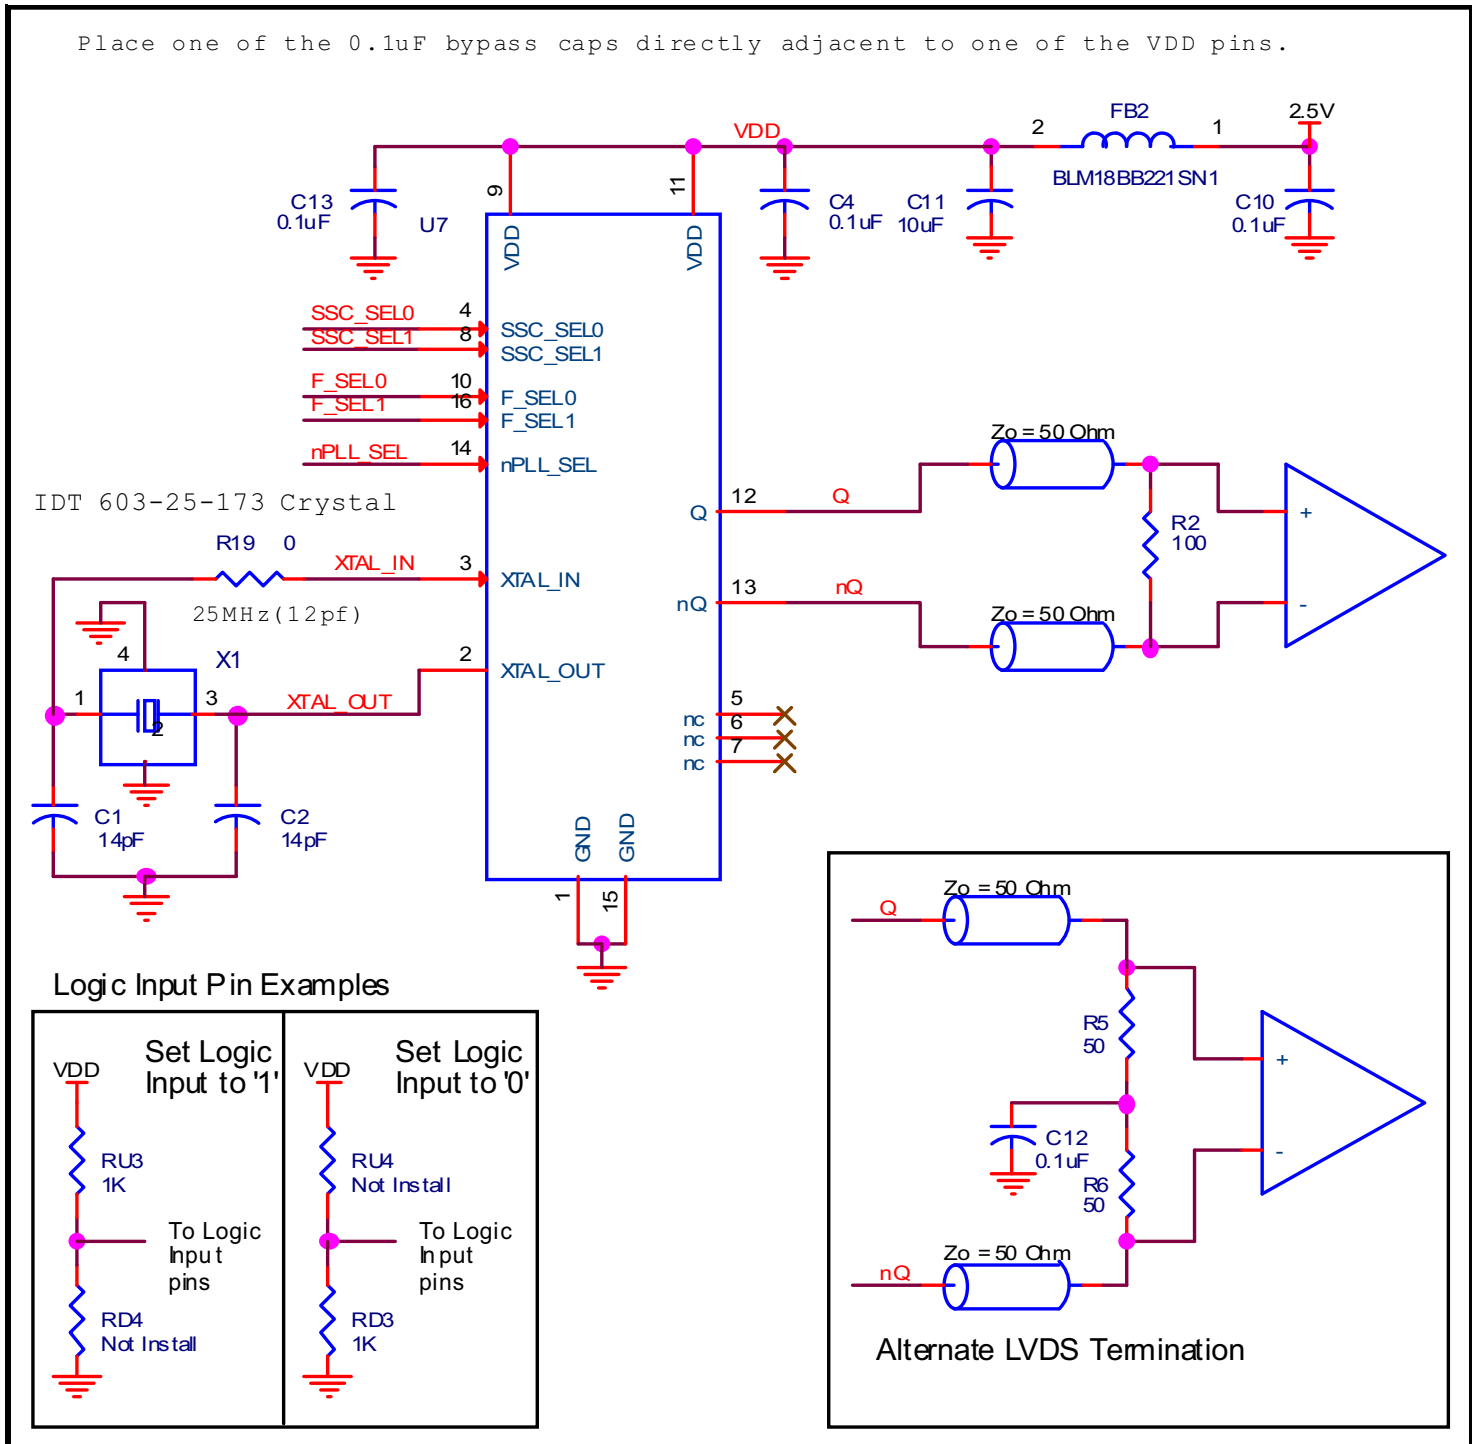 Place one of the 0.1uF bypass caps directly adjacent to one of the VDD pins.
FB2
2.5V
VDD
2
1
BLM18BB221SN1
9
11
C13
0.1uF
U7
C4
0.1uF
C11
10uF
C10
0.1uF
VDD
VDD
SSC_SEL0
4
SSC_SEL0
SSC_SEL1
8
SSC_SEL1
F_SEL0
10
F_SEL0
F_SEL1
16
F_SEL1
nPLL_SEL
14
nPLL_SEL
Zo = 50 Ohm
IDT 603-25-173 Crystal
Q
12
Q
R2
100
+
R19 0
XTAL_IN
3
XTAL_IN
nQ
13
nQ
-
25MHz(12pf)
Zo = 50 Ohm
4
X1
2
XTAL_OUT
1
3
XTAL_OUT
2
nc
5
nc
6
nc
7
C1
14pF
C2
14pF
GND
GND
1
15
Logic Input Pin Examples
VDD
Set Logic
Input to '1'
RU3
1K
To Logic
Input
pins
RD4
Not Install
VDD
Set Logic
Input to '0'
RU4
Not Install
To Logic
Input
pins
RD3
1K
Zo = 50 Ohm
Q
R5
50
+
C12
0.1uF
-
R6
50
Zo = 50 Ohm
nQ
Alternate LVDS Termination